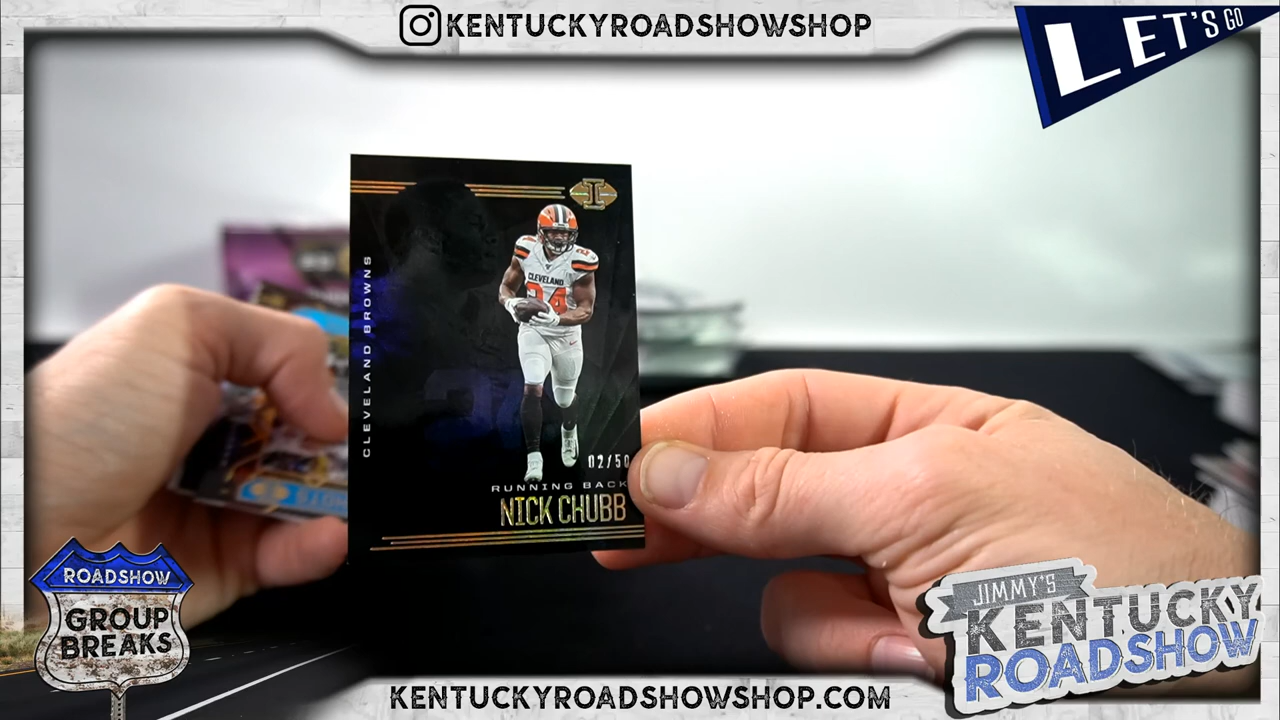 KENTUCKYROADSHOWSHOP
LET'S GO
CLEVELAND BROWNS
CLEVELAND
24
02/50
RUNNING BACK
NICK CHUBB
ROADSHOW
GROUP
BREAKS
JIMMY'S
KENTUCKY
ROADSHOW
KENTUCKYROADSHOWSHOP.COM